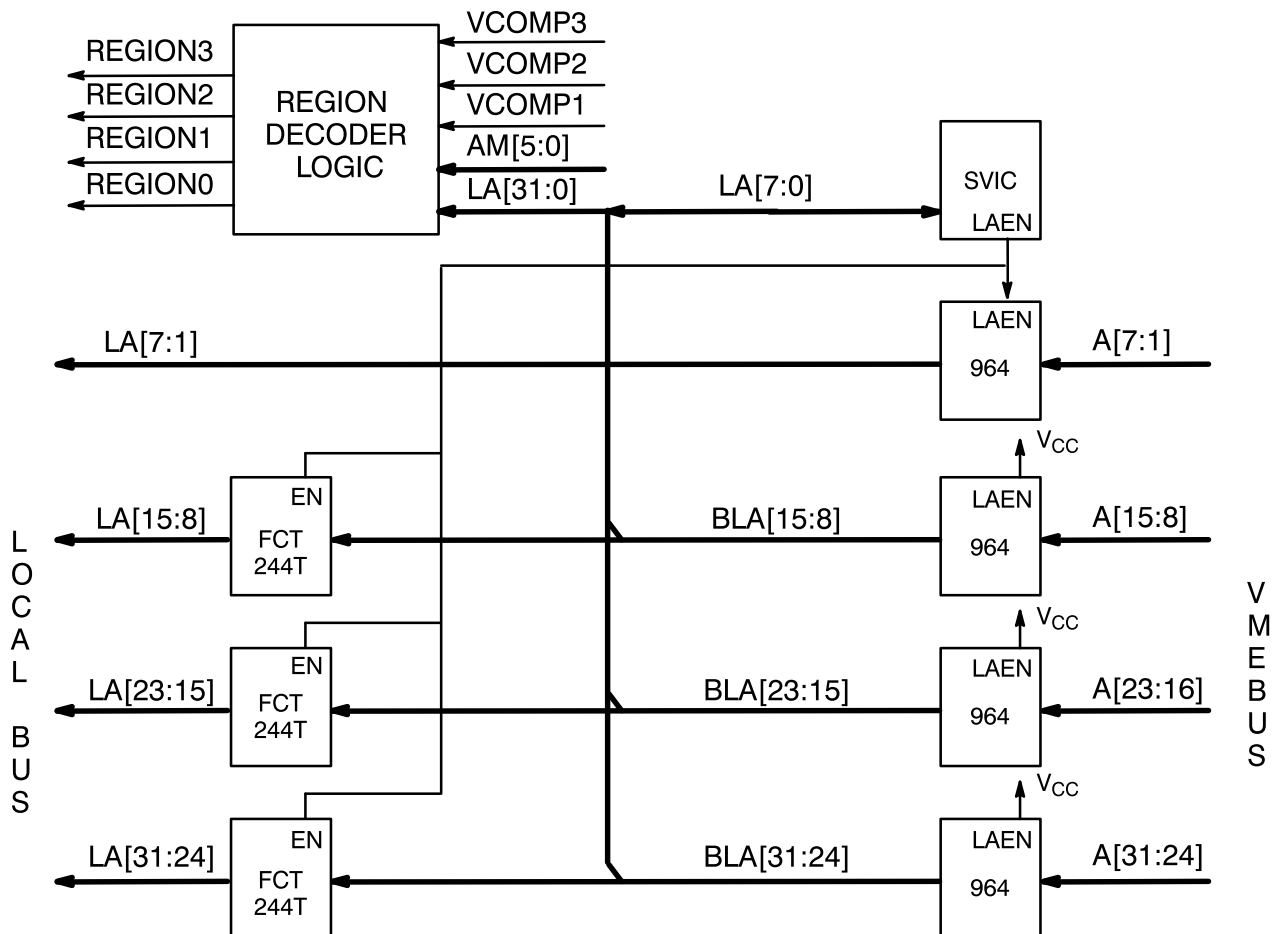 VCOMP3
REGION3
VCOMP2
REGION2
VCOMP1
REGION1
AM[5:0]
REGION0
LA[31:0]
REGION
DECODER
LOGIC
LA[7:0]
SVIC
LAEN
LA[7:1]
LAEN
964
A[7:1]
VCC
EN
LA[15:8]
FCT
244T
BLA[15:8]
LAEN
964
A[15:8]
VCC
EN
LA[23:15]
FCT
244T
BLA[23:15]
LAEN
964
A[23:16]
VCC
EN
LA[31:24]
FCT
244T
BLA[31:24]
LAEN
964
A[31:24]
LOCAL BUS
VMEBUS